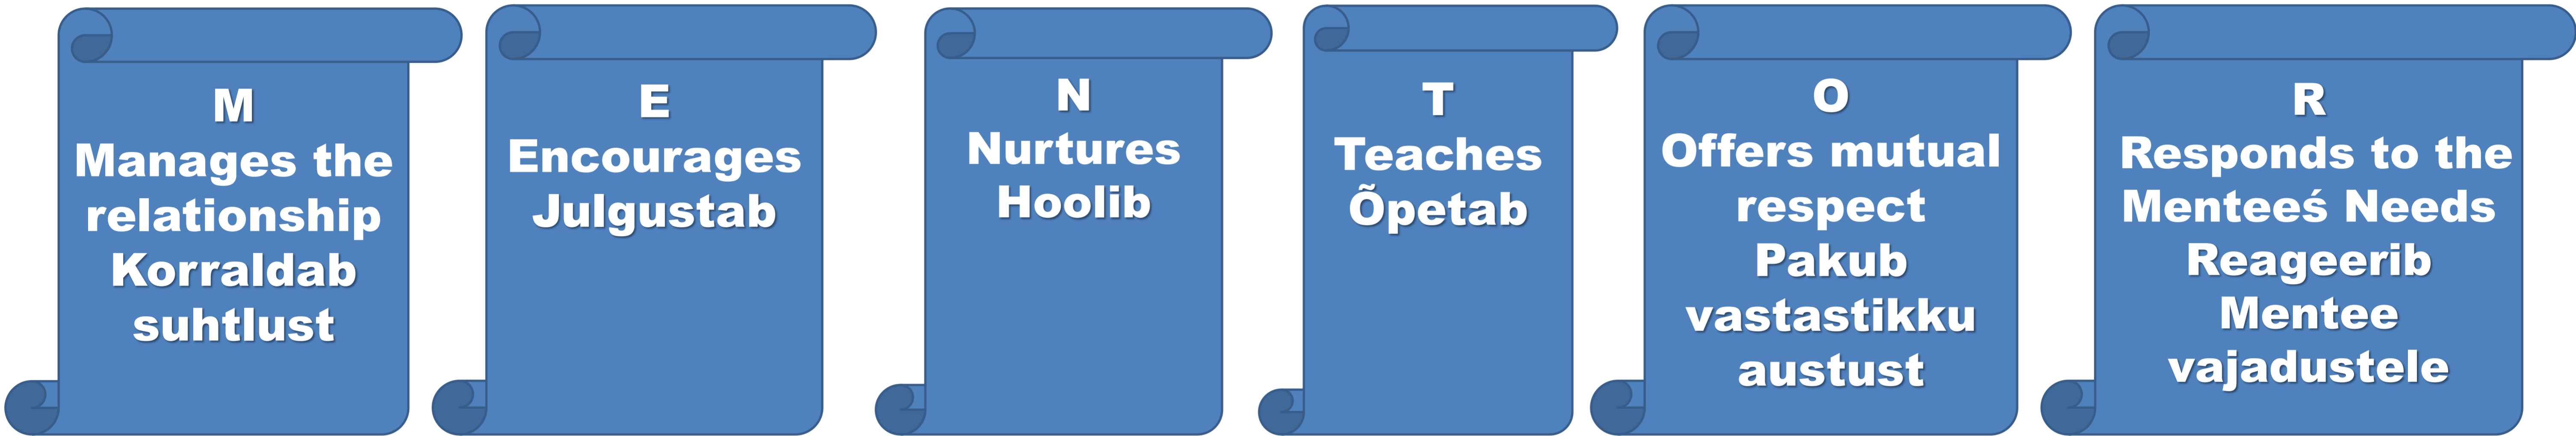 M
Manages the
relationship
Korraldab
suhtlust
E
Encourages
Julgustab
N
Nurtures
Hoolib
T
Teaches
Õpetab
O
Offers mutual
respect
Pakub
vastastikku
austust
R
Responds to the
Menteeś Needs
Reageerib
Mentee
vajadustele